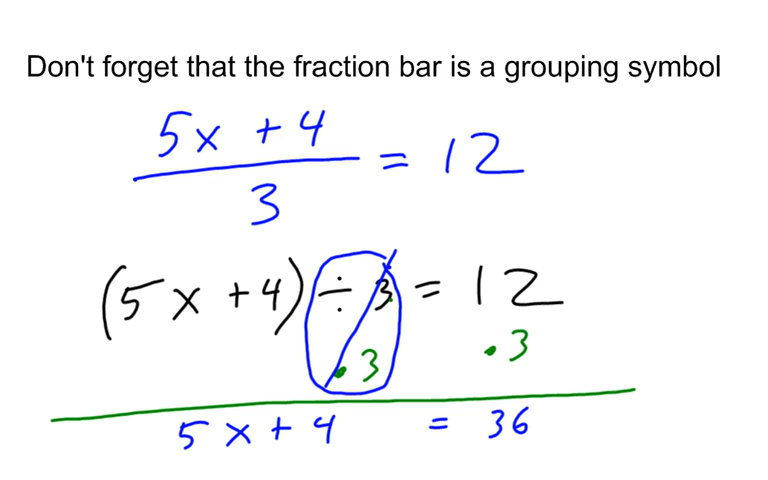 Don't forget that the fraction bar is a grouping symbol
5x + 4
= 12
3
(5x + 4) ÷ 3 = 12
· 3 · 3
5x + 4 = 36